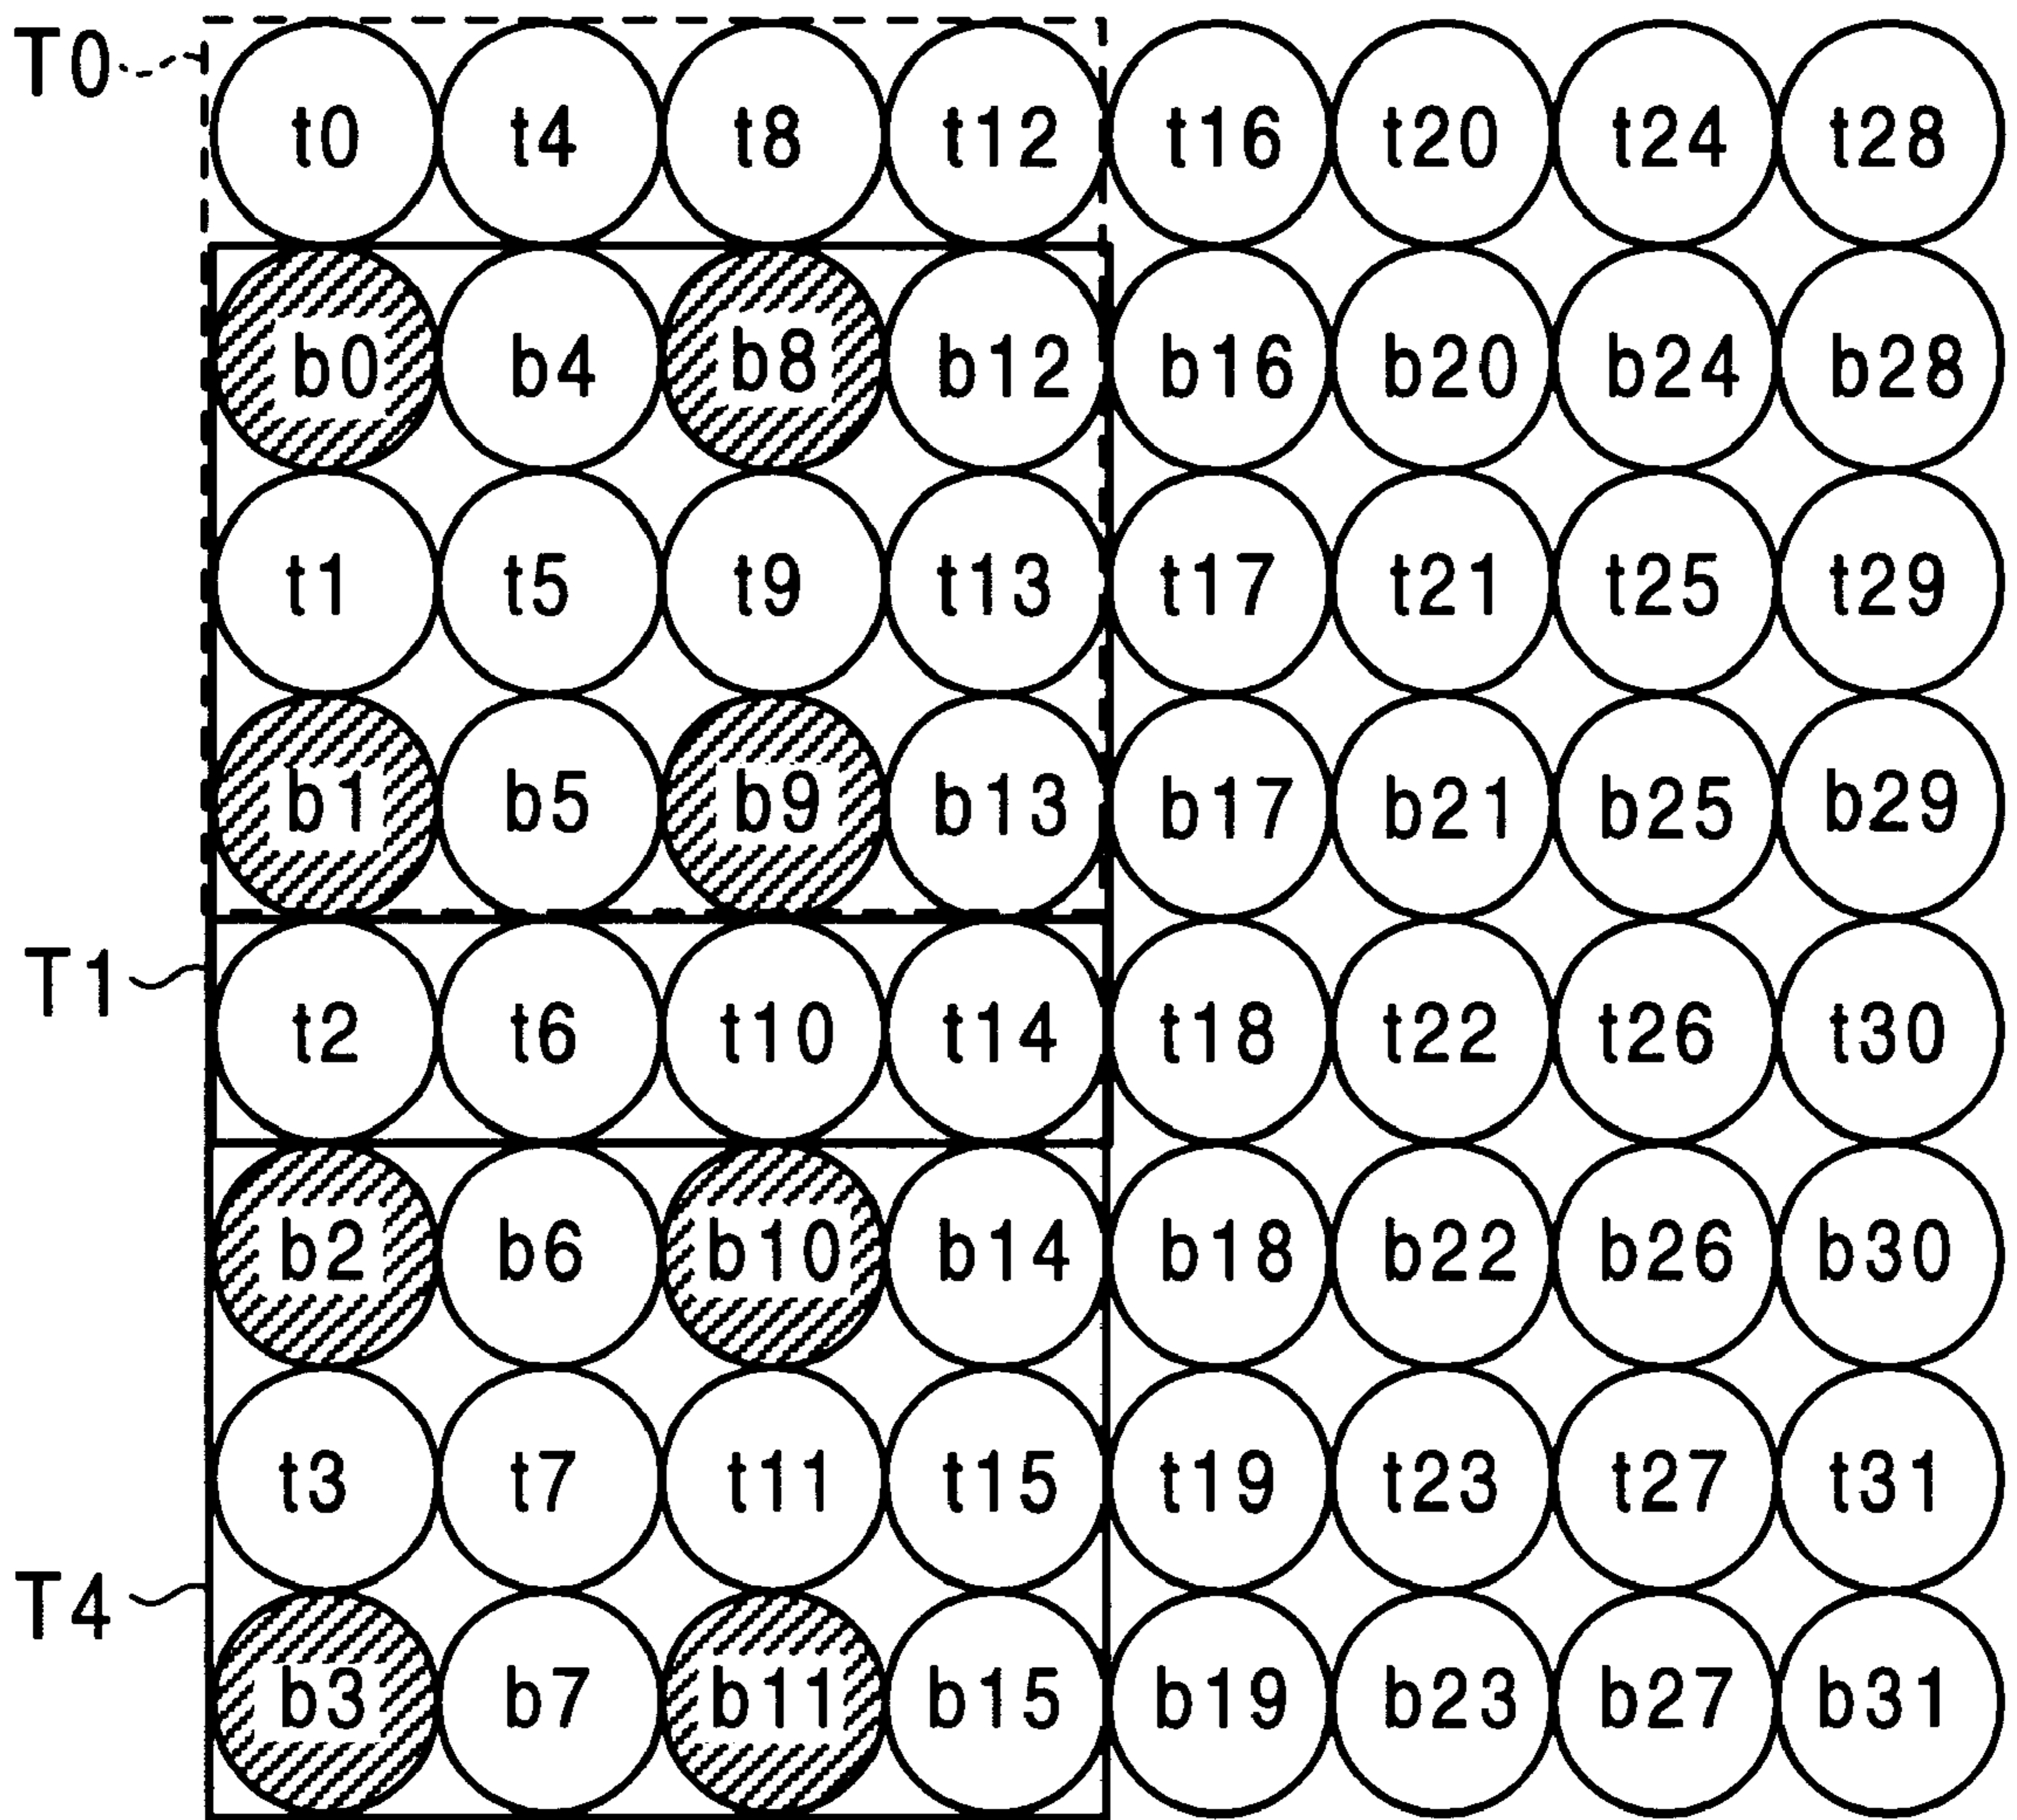 T0
t0 t4 t8 t12 t16 t20 t24 t28
b0 b4 b8 b12 b16 b20 b24 b28
t1 t5 t9 t13 t17 t21 t25 t29
b1 b5 b9 b13 b17 b21 b25 b29
T1
t2 t6 t10 t14 t18 t22 t26 t30
b2 b6 b10 b14 b18 b22 b26 b30
t3 t7 t11 t15 t19 t23 t27 t31
T4
b3 b7 b11 b15 b19 b23 b27 b31